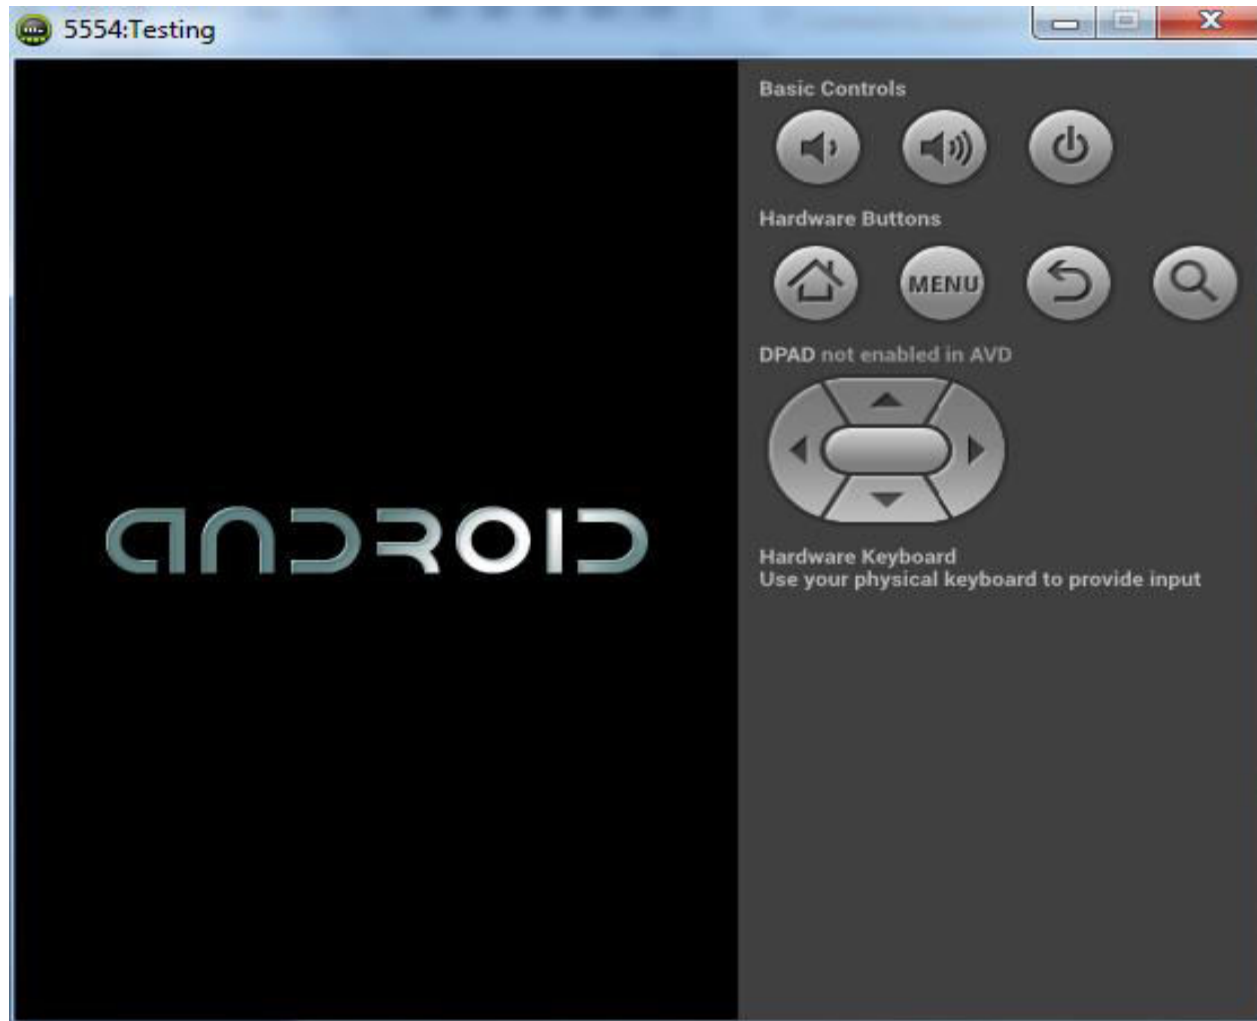 5554:Testing
Basic Controls
Hardware Buttons
MENU
DPAD not enabled in AVD
ANDROID
Hardware Keyboard
Use your physical keyboard to provide input